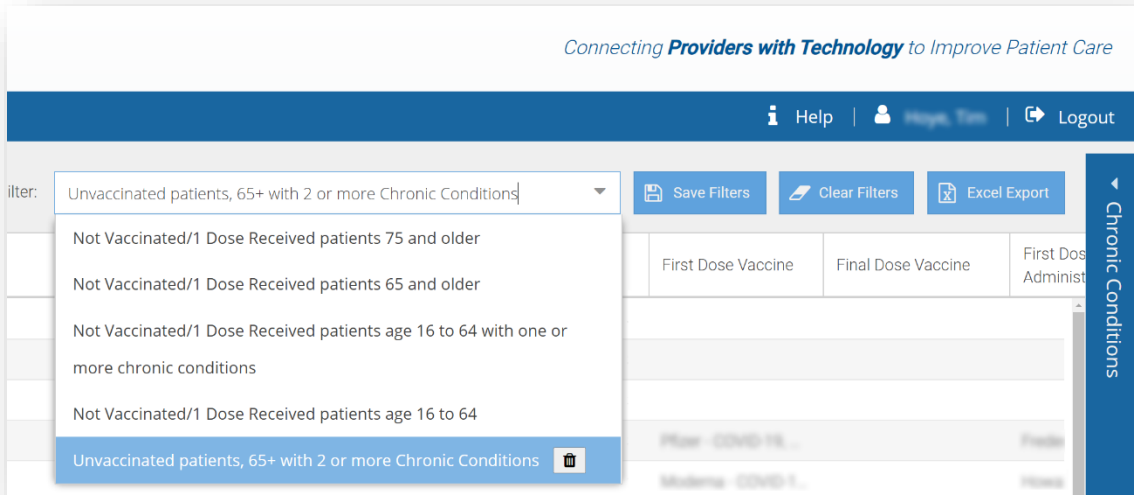 Connecting Providers with Technology to Improve Patient Care
Help | | Logout
ilter:
Unvaccinated patients, 65+ with 2 or more Chronic Conditions
Save Filters
Clear Filters
Excel Export
Not Vaccinated/1 Dose Received patients 75 and older
Not Vaccinated/1 Dose Received patients 65 and older
Not Vaccinated/1 Dose Received patients age 16 to 64 with one or
more chronic conditions
Not Vaccinated/1 Dose Received patients age 16 to 64
Unvaccinated patients, 65+ with 2 or more Chronic Conditions
First Dose Vaccine
Final Dose Vaccine
First Dos
Administ
Chronic Conditions